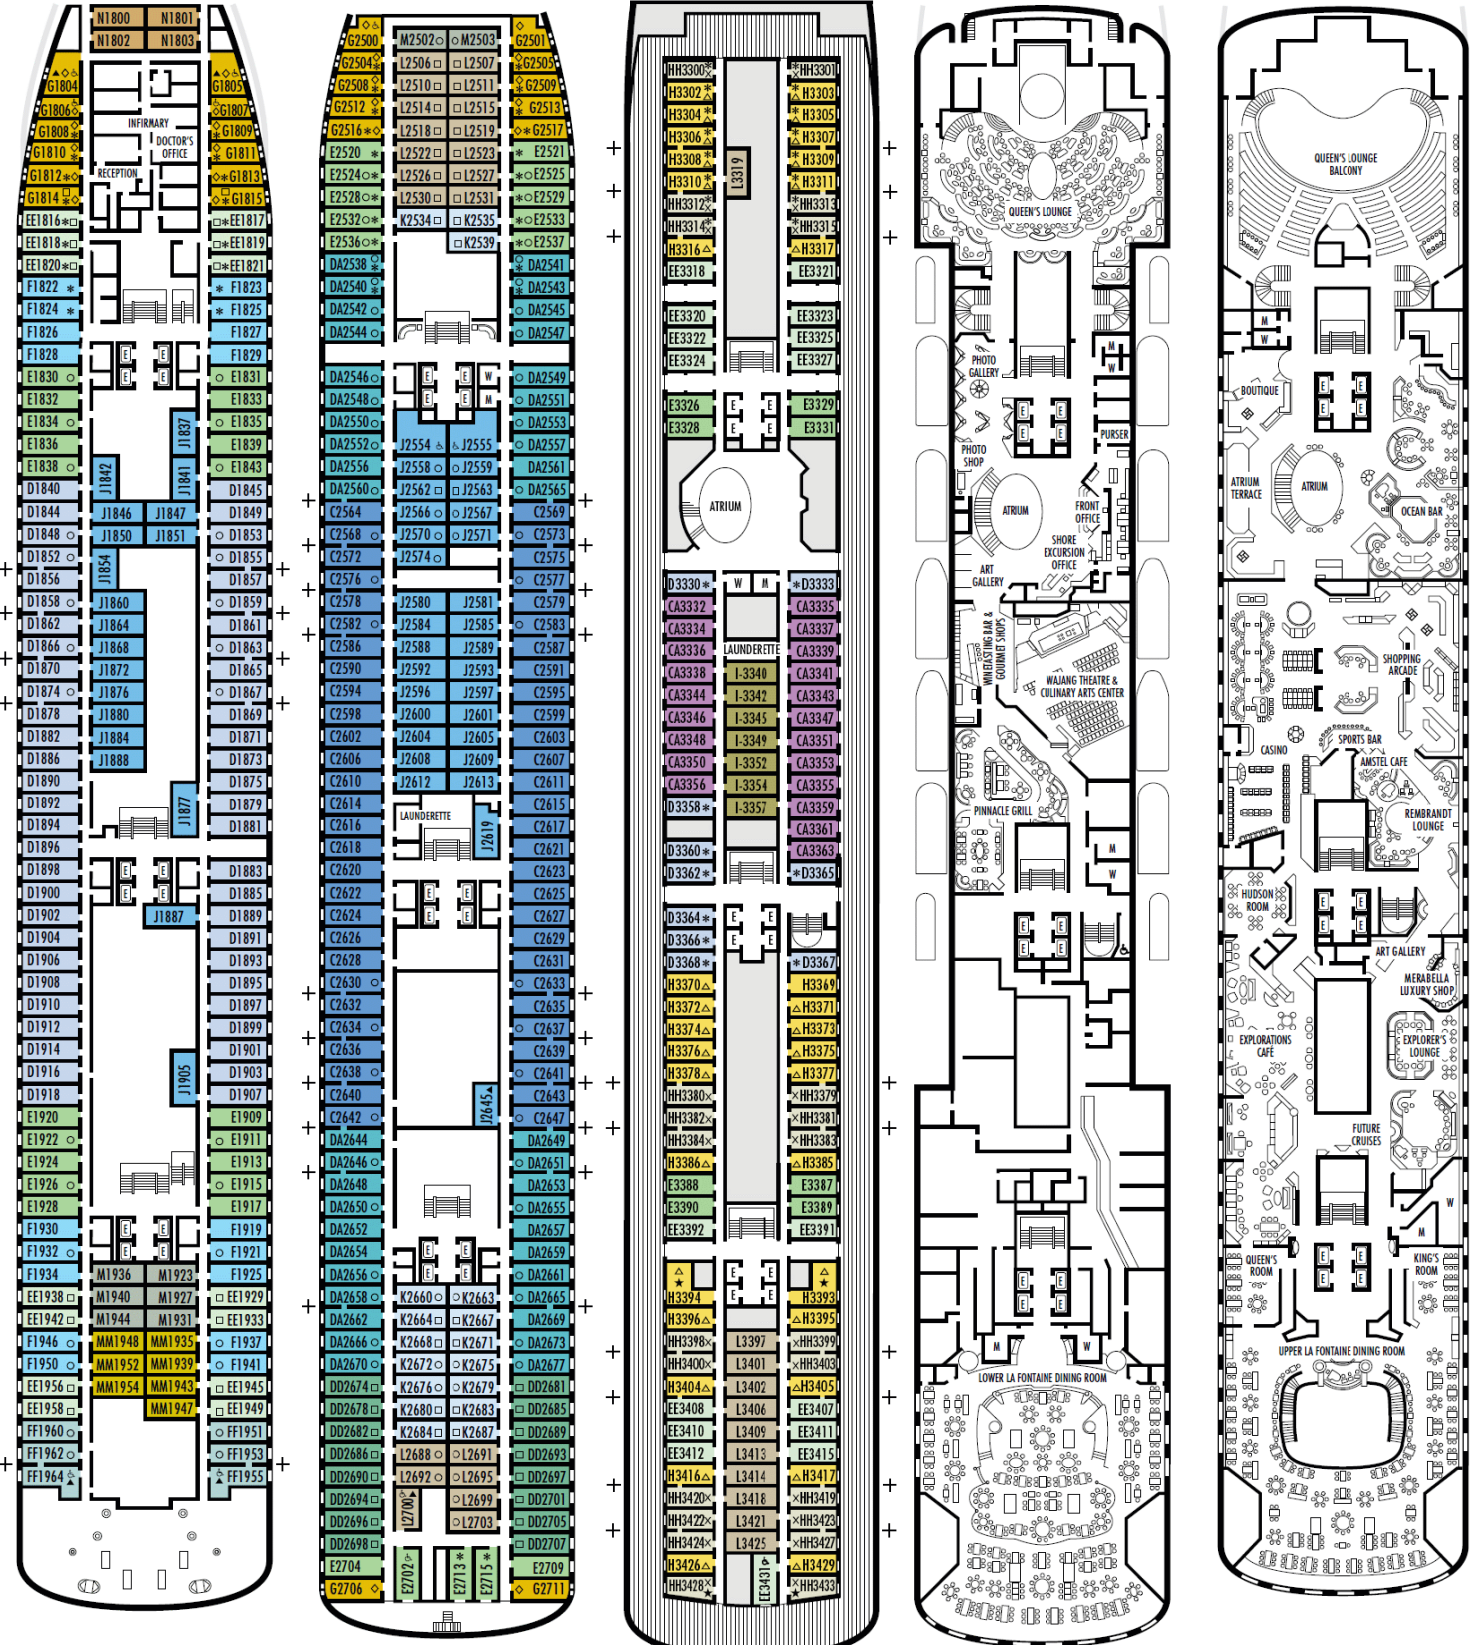 N1800 N1801
N1802 N1803
G1804 G1805
G1806 G1807
G1808 INFIRMARY G1809
G1810 DOCTOR'S OFFICE G1811
G1812 RECEPTION G1813
G1814 G1815
EE1816 EE1817
EE1818 EE1819
EE1820 EE1821
F1822 F1823
F1824 F1825
F1826 F1827
F1828 E E F1829
E1830 E E E1831
E1832 E1833
E1834 J1837 E1835
E1836 E1839
E1838 J1842 J1841 E1843
D1840 D1845
D1844 J1846 J1847 D1849
D1848 J1850 J1851 D1853
D1852 D1855
D1856 J1854 D1857
D1858 J1860 D1859
D1862 J1864 D1861
D1866 J1868 D1863
D1870 J1872 D1865
D1874 J1876 D1867
D1878 J1880 D1869
D1882 J1884 D1871
D1886 J1888 D1873
D1890 D1875
D1892 J1877 D1879
D1894 D1881
D1896
D1898 E E D1883
D1900 E E D1885
D1902 J1887 D1889
D1904 D1891
D1906 D1893
D1908 D1895
D1910 D1897
D1912 D1899
D1914 D1901
D1916 J1905 D1903
D1918 D1907
E1920 E1909
E1922 E1911
E1924 E1913
E1926 E1915
E1928 E1917
F1930 E E F1919
F1932 E E F1921
F1934 M1936 M1923 F1925
EE1938 M1940 M1927 EE1929
EE1942 M1944 M1931 EE1933
F1946 MM1948 MM1935 F1937
F1950 MM1952 MM1939 F1941
EE1956 MM1954 MM1943 EE1945
EE1958 MM1947 EE1949
FF1960 FF1951
FF1962 FF1953
FF1964 FF1955
G2500 M2502 M2503 G2501
G2504 L2506 L2507 G2505
G2508 L2510 L2511 G2509
G2512 L2514 L2515 G2513
G2516 L2518 L2519 G2517
E2520 L2522 L2523 E2521
E2524 L2526 L2527 E2525
E2528 L2530 L2531 E2529
E2532 K2534 K2535 E2533
E2536 K2539 E2537
DA2538 DA2541
DA2540 DA2543
DA2542 DA2545
DA2544 DA2547
DA2546 E E W DA2549
DA2548 E E M DA2551
DA2550 DA2553
DA2552 J2554 J2555 DA2557
DA2556 J2558 J2559 DA2561
DA2560 J2562 J2563 DA2565
C2564 J2566 J2567 C2569
C2568 J2570 J2571 C2573
C2572 J2574 C2575
C2576 C2577
C2578 J2580 J2581 C2579
C2582 J2584 J2585 C2583
C2586 J2588 J2589 C2587
C2590 J2592 J2593 C2591
C2594 J2596 J2597 C2595
C2598 J2600 J2601 C2599
C2602 J2604 J2605 C2603
C2606 J2608 J2609 C2607
C2610 J2612 J2613 C2611
C2614 C2615
C2616 LAUNDERETTE J2619 C2617
C2618 C2621
C2620 C2623
C2622 E E C2625
C2624 E E C2627
C2626 C2629
C2628 C2631
C2630 C2633
C2632 C2635
C2634 C2637
C2636 C2639
C2638 C2641
C2640 J2645 C2643
C2642 C2647
DA2644 DA2649
DA2646 DA2651
DA2648 DA2653
DA2650 DA2655
DA2652 DA2657
DA2654 E E DA2659
DA2656 E E DA2661
DA2658 K2660 K2663 DA2665
DA2662 K2664 K2667 DA2669
DA2666 K2668 K2671 DA2673
DA2670 K2672 K2675 DA2677
DD2674 K2676 K2679 DD2681
DD2678 K2680 K2683 DD2685
DD2682 K2684 K2687 DD2689
DD2686 L2688 L2691 DD2693
DD2690 L2692 L2695 DD2697
DD2694 L2700 L2699 DD2701
DD2696 L2703 DD2705
DD2698 DD2707
E2704 E2702 E2713 E2715 E2709
G2706 G2711
HH3300 HH3301
H3302 H3303
H3304 H3305
H3306 H3307
H3308 L3319 H3309
H3310 H3311
HH3312 HH3313
HH3314 HH3315
H3316 H3317
EE3318 EE3321
EE3320 EE3323
EE3322 EE3325
EE3324 EE3327
E3326 E E E3329
E3328 E E E3331
ATRIUM
D3330 W M D3333
CA3332 CA3335
CA3334 CA3337
CA3336 LAUNDERETTE CA3339
CA3338 I-3340 CA3341
CA3344 I-3342 CA3343
CA3346 I-3345 CA3347
CA3348 I-3349 CA3351
CA3350 I-3352 CA3353
CA3356 I-3354 CA3355
D3358 I-3357 CA3359
CA3361
D3360 CA3363
D3362 D3365
D3364 E E
D3366 E E
D3368 D3367
H3370 H3369
H3372 H3371
H3374 H3373
H3376 H3375
H3378 H3377
HH3380 HH3379
HH3382 HH3381
HH3384 HH3383
H3386 H3385
E3388 E3387
E3390 E3389
EE3392 EE3391
E E
H3394 E E H3393
H3396 H3395
HH3398 L3397 HH3399
HH3400 L3401 HH3403
H3404 L3402 H3405
EE3408 L3406 EE3407
EE3410 L3409 EE3411
EE3412 L3413 EE3415
H3416 L3414 H3417
HH3420 L3418 HH3419
HH3422 L3421 HH3423
HH3424 L3425 HH3427
H3426 EE3431 H3429
HH3428 HH3433
QUEEN'S LOUNGE
PHOTO
GALLERY
M
W
E E
E E
PURSER
PHOTO
SHOP
ATRIUM
FRONT
OFFICE
SHORE
EXCURSION
OFFICE
ART
GALLERY
WINETASTING BAR &
GOURMET SHOPS
WAJANG THEATRE &
CULINARY ARTS CENTER
PINNACLE GRILL
M
W
E E
E E
E E
E E
M W
LOWER LA FONTAINE DINING ROOM
QUEEN'S LOUNGE
BALCONY
M
W
BOUTIQUE
E E
E E
ATRIUM
TERRACE
ATRIUM
OCEAN BAR
SHOPPING
ARCADE
CASINO
SPORTS BAR
AMSTEL CAFE
REMBRANDT
LOUNGE
HUDSON
ROOM
E E
E E
ART GALLERY
MERABELLA
LUXURY SHOP
EXPLORATIONS
CAFÉ
EXPLORER'S
LOUNGE
FUTURE
CRUISES
W
M
QUEEN'S
ROOM
E E
E E
KING'S
ROOM
UPPER LA FONTAINE DINING ROOM